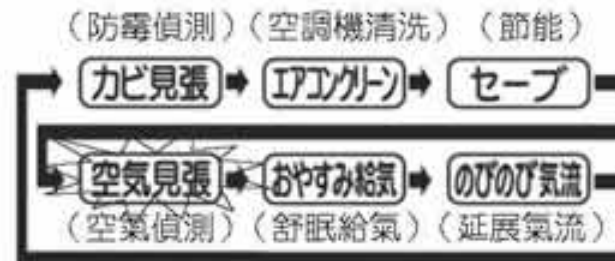 (防霉偵測) (空調機清洗) (節能)
カビ見張 エアコンクリーン セーブ
空気見張 おやすみ給気 のびのび気流
(空氣偵測) (舒眠給氣) (延展氣流)